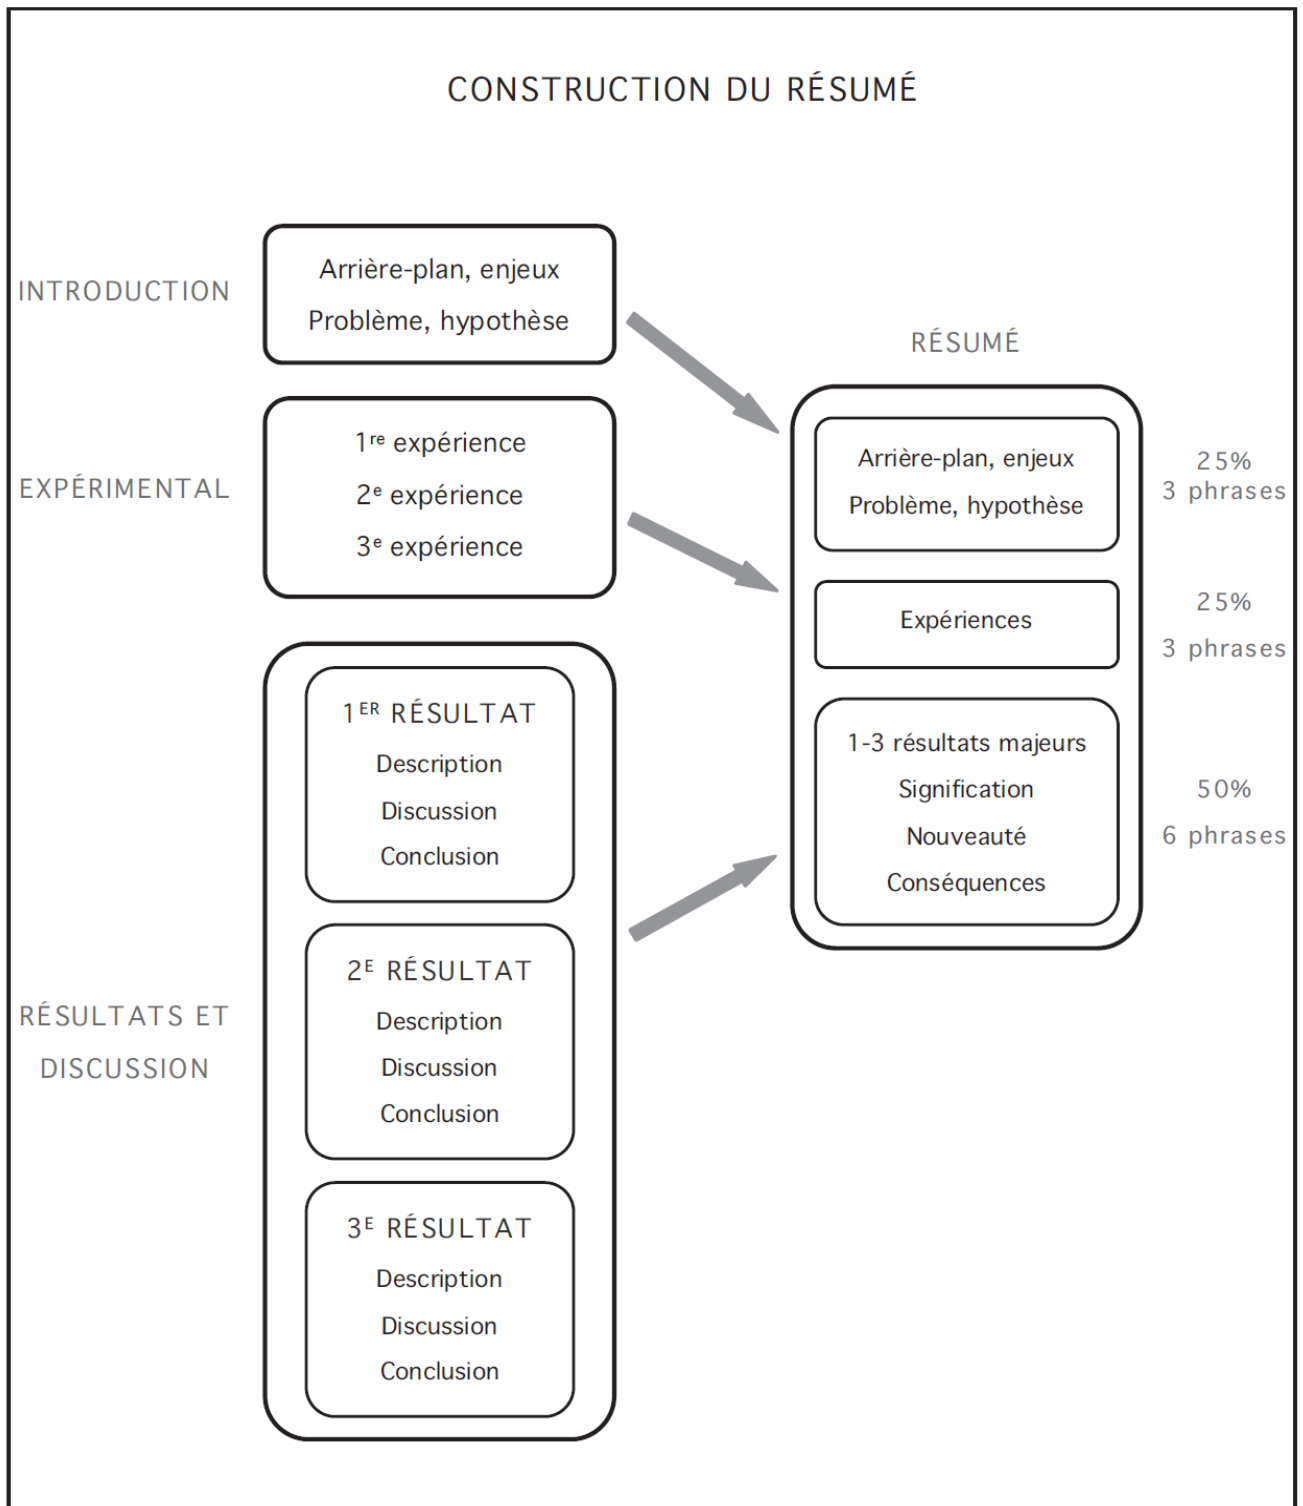 CONSTRUCTION DU RÉSUMÉ
INTRODUCTION
Arrière-plan, enjeux
Problème, hypothèse
EXPÉRIMENTAL
1re expérience
2e expérience
3e expérience
RÉSULTATS ET
DISCUSSION
1ER RÉSULTAT
Description
Discussion
Conclusion
2E RÉSULTAT
Description
Discussion
Conclusion
3E RÉSULTAT
Description
Discussion
Conclusion
RÉSUMÉ
Arrière-plan, enjeux
Problème, hypothèse
25%
3 phrases
Expériences
25%
3 phrases
1-3 résultats majeurs
Signification
Nouveauté
Conséquences
50%
6 phrases